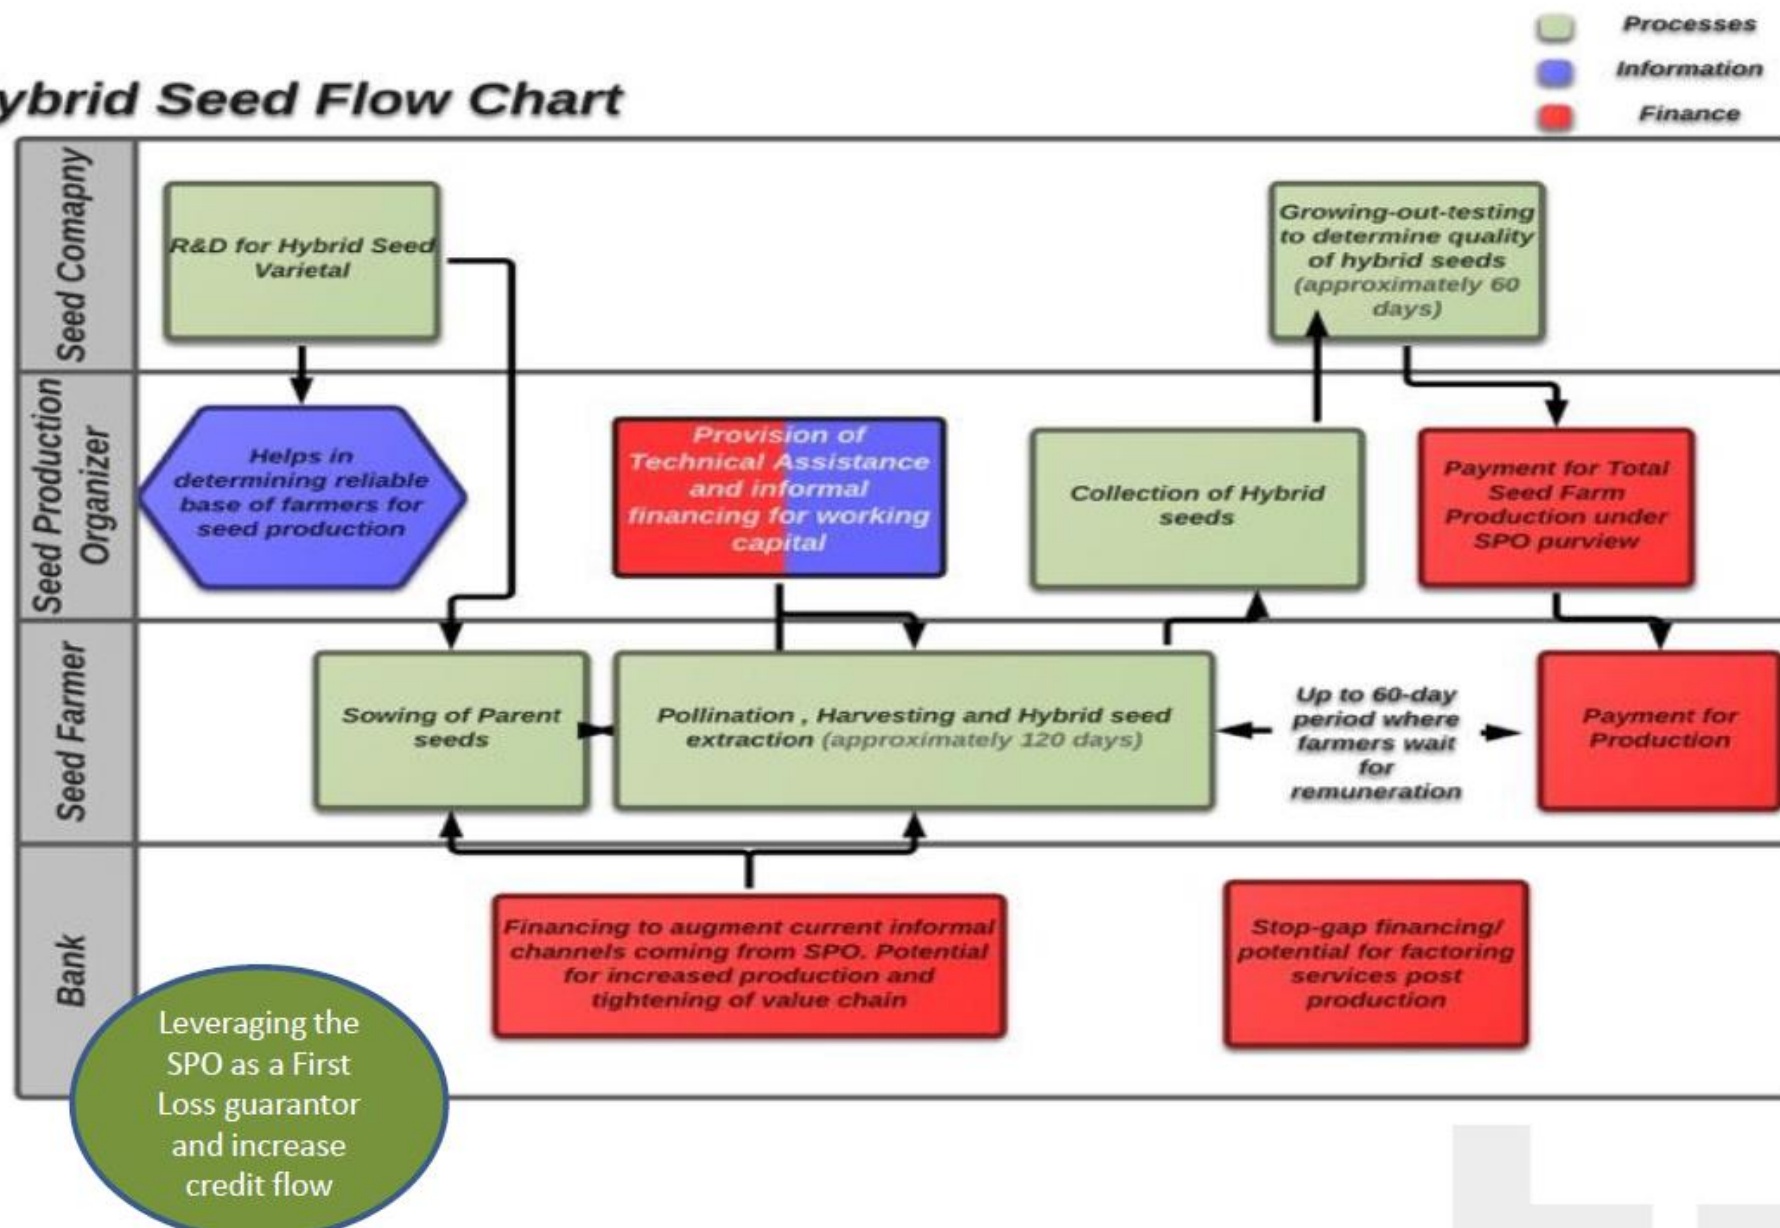 Processes
Information
Finance
ybrid Seed Flow Chart
Seed Comapny
R&D for Hybrid Seed
Varietal
Growing-out-testing
to determine quality
of hybrid seeds
(approximately 60
days)
Seed Production
Organizer
Helps in
determining reliable
base of farmers for
seed production
Provision of
Technical Assistance
and informal
financing for working
capital
Collection of Hybrid
seeds
Payment for Total
Seed Farm
Production under
SPO purview
Seed Farmer
Sowing of Parent
seeds
Pollination , Harvesting and Hybrid seed
extraction (approximately 120 days)
Up to 60-day
period where
farmers wait
for
remuneration
Payment for
Production
Bank
Financing to augment current informal
channels coming from SPO. Potential
for increased production and
tightening of value chain
Stop-gap financing/
potential for factoring
services post
production
Leveraging the
SPO as a First
Loss guarantor
and increase
credit flow